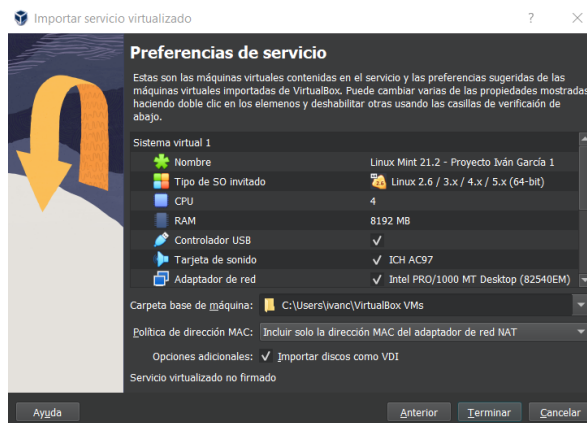 Importar servicio virtualizado
Preferencias de servicio
Estas son las máquinas virtuales contenidas en el servicio y las preferencias sugeridas de las
máquinas virtuales importadas de VirtualBox. Puede cambiar varias de las propiedades mostradas
haciendo doble clic en los elementos y deshabilitar otras usando las casillas de verificaión de
abajo.
Sistema virtual 1
Nombre Linux Mint 21.2 - Proyecto Iván García 1
Tipo de SO invitado Linux 2.6 / 3.x / 4.x / 5.x (64-bit)
CPU 4
RAM 8192 MB
Controlador USB
Tarjeta de sonido ICH AC97
Adaptador de red Intel PRO/1000 MT Desktop (82540EM)
Carpeta base de máquina: C:\Users\ivanc\VirtualBox VMs
Política de dirección MAC: Incluir solo la dirección MAC del adaptador de red NAT
Opciones adicionales: Importar discos como VDI
Servicio virtualizado no firmado
Ayuda Anterior Terminar Cancelar